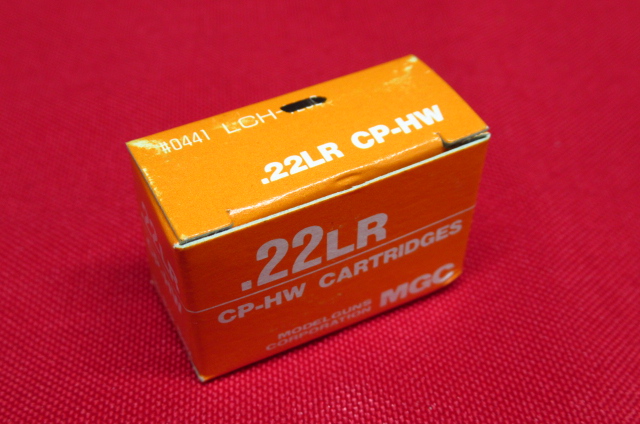 #0441 LCH-
.22LR CP-HW
.22LR
CP-HW CARTRIDGES
MODELGUNS
CORPORATION MGC